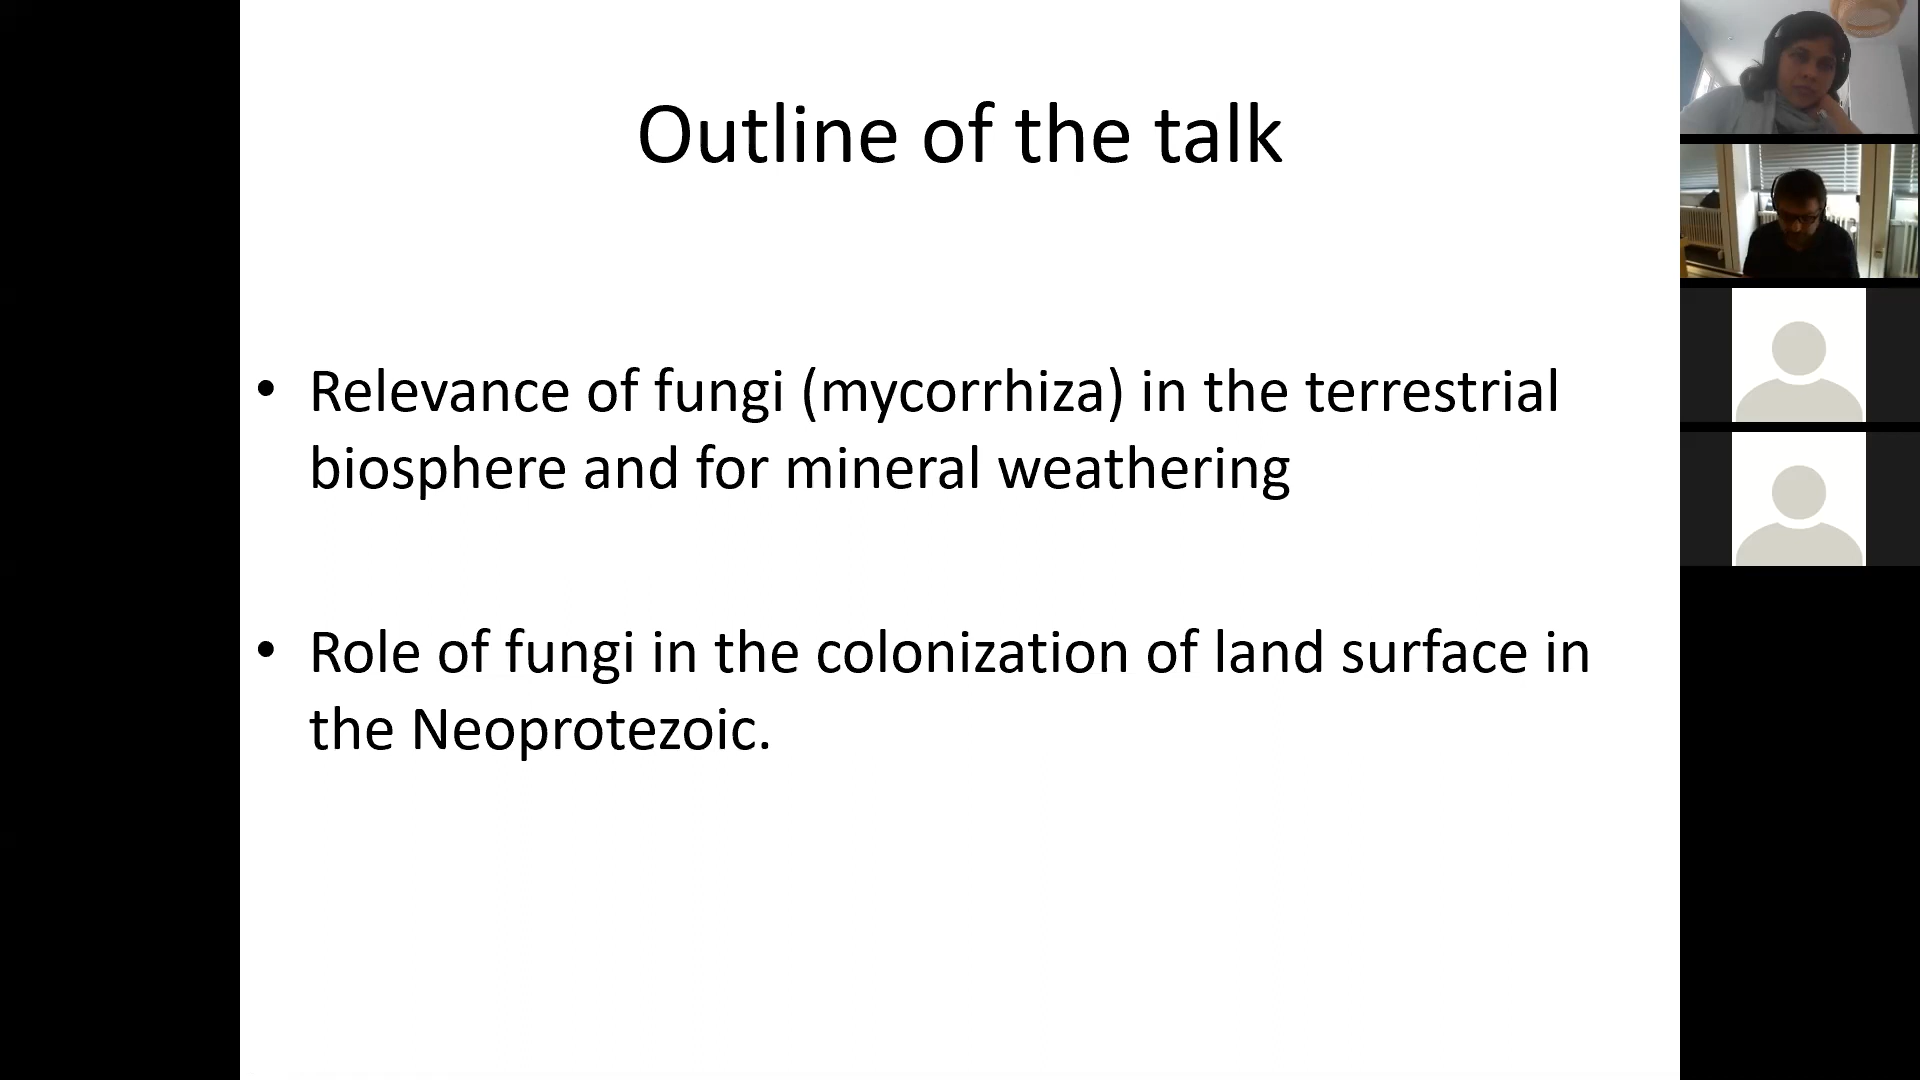 Outline of the talk
• Relevance of fungi (mycorrhiza) in the terrestrial
biosphere and for mineral weathering
• Role of fungi in the colonization of land surface in
the Neoprotezoic.